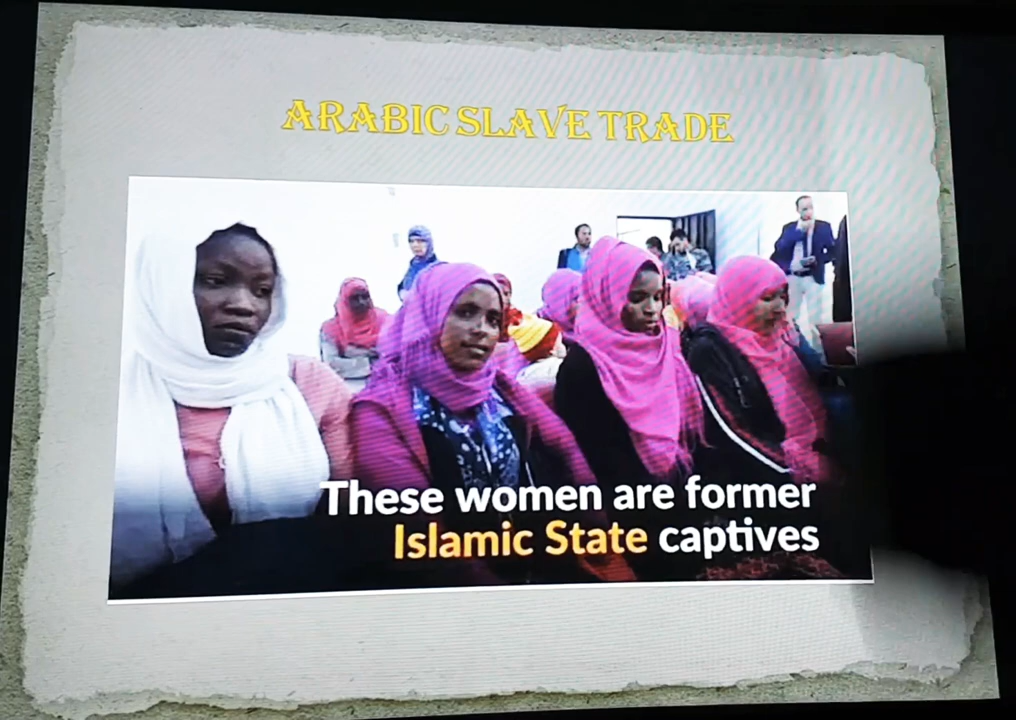 ARABIC SLAVE TRADE
These women are former
Islamic State captives